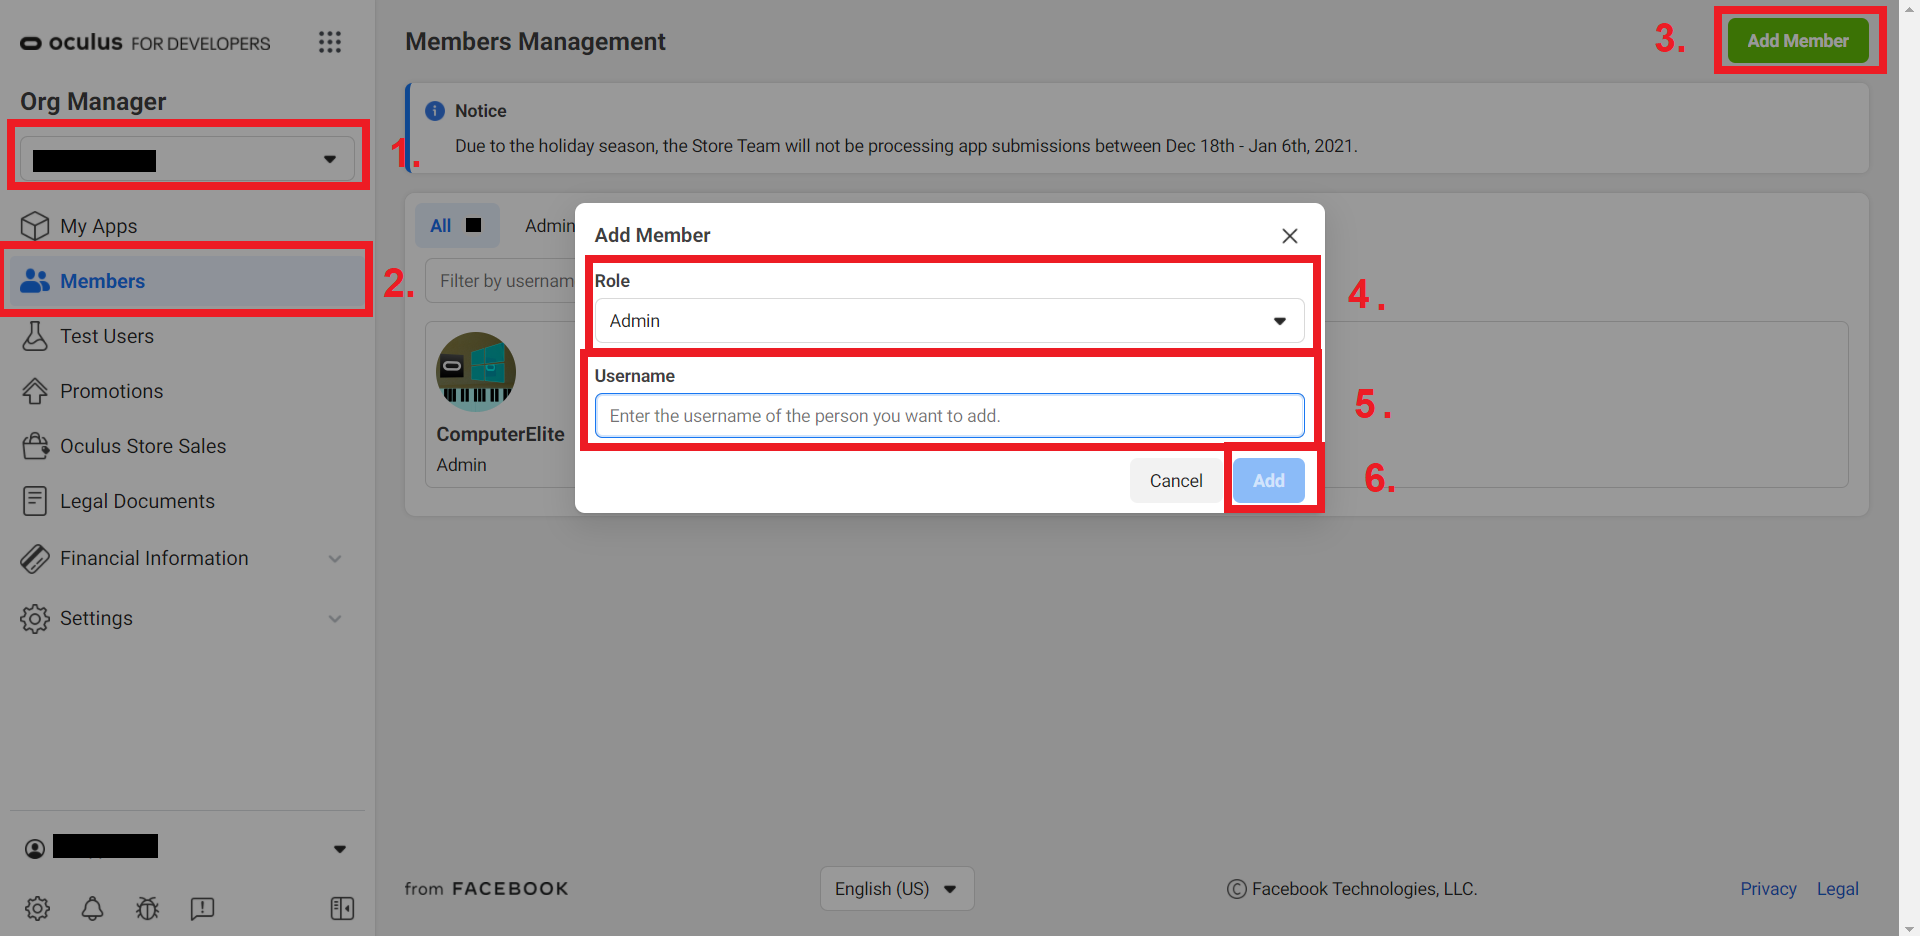 oculus FOR DEVELOPERS
Org Manager
1.
My Apps
Members
2.
Test Users
Promotions
Oculus Store Sales
Legal Documents
Financial Information
Settings
Members Management
3.
Add Member
Notice
Due to the holiday season, the Store Team will not be processing app submissions between Dec 18th - Jan 6th, 2021.
All
Admin
Filter by usernam
ComputerElite
Admin
Add Member
Role
Admin
4.
Username
Enter the username of the person you want to add.
5.
Cancel
Add
6.
from FACEBOOK
English (US)
© Facebook Technologies, LLC.
Privacy
Legal